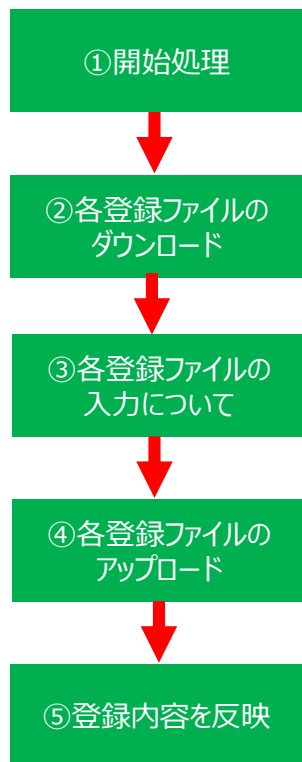 ①開始処理
②各登録ファイルの
ダウンロード
③各登録ファイルの
入力について
④各登録ファイルの
アップロード
⑤登録内容を反映